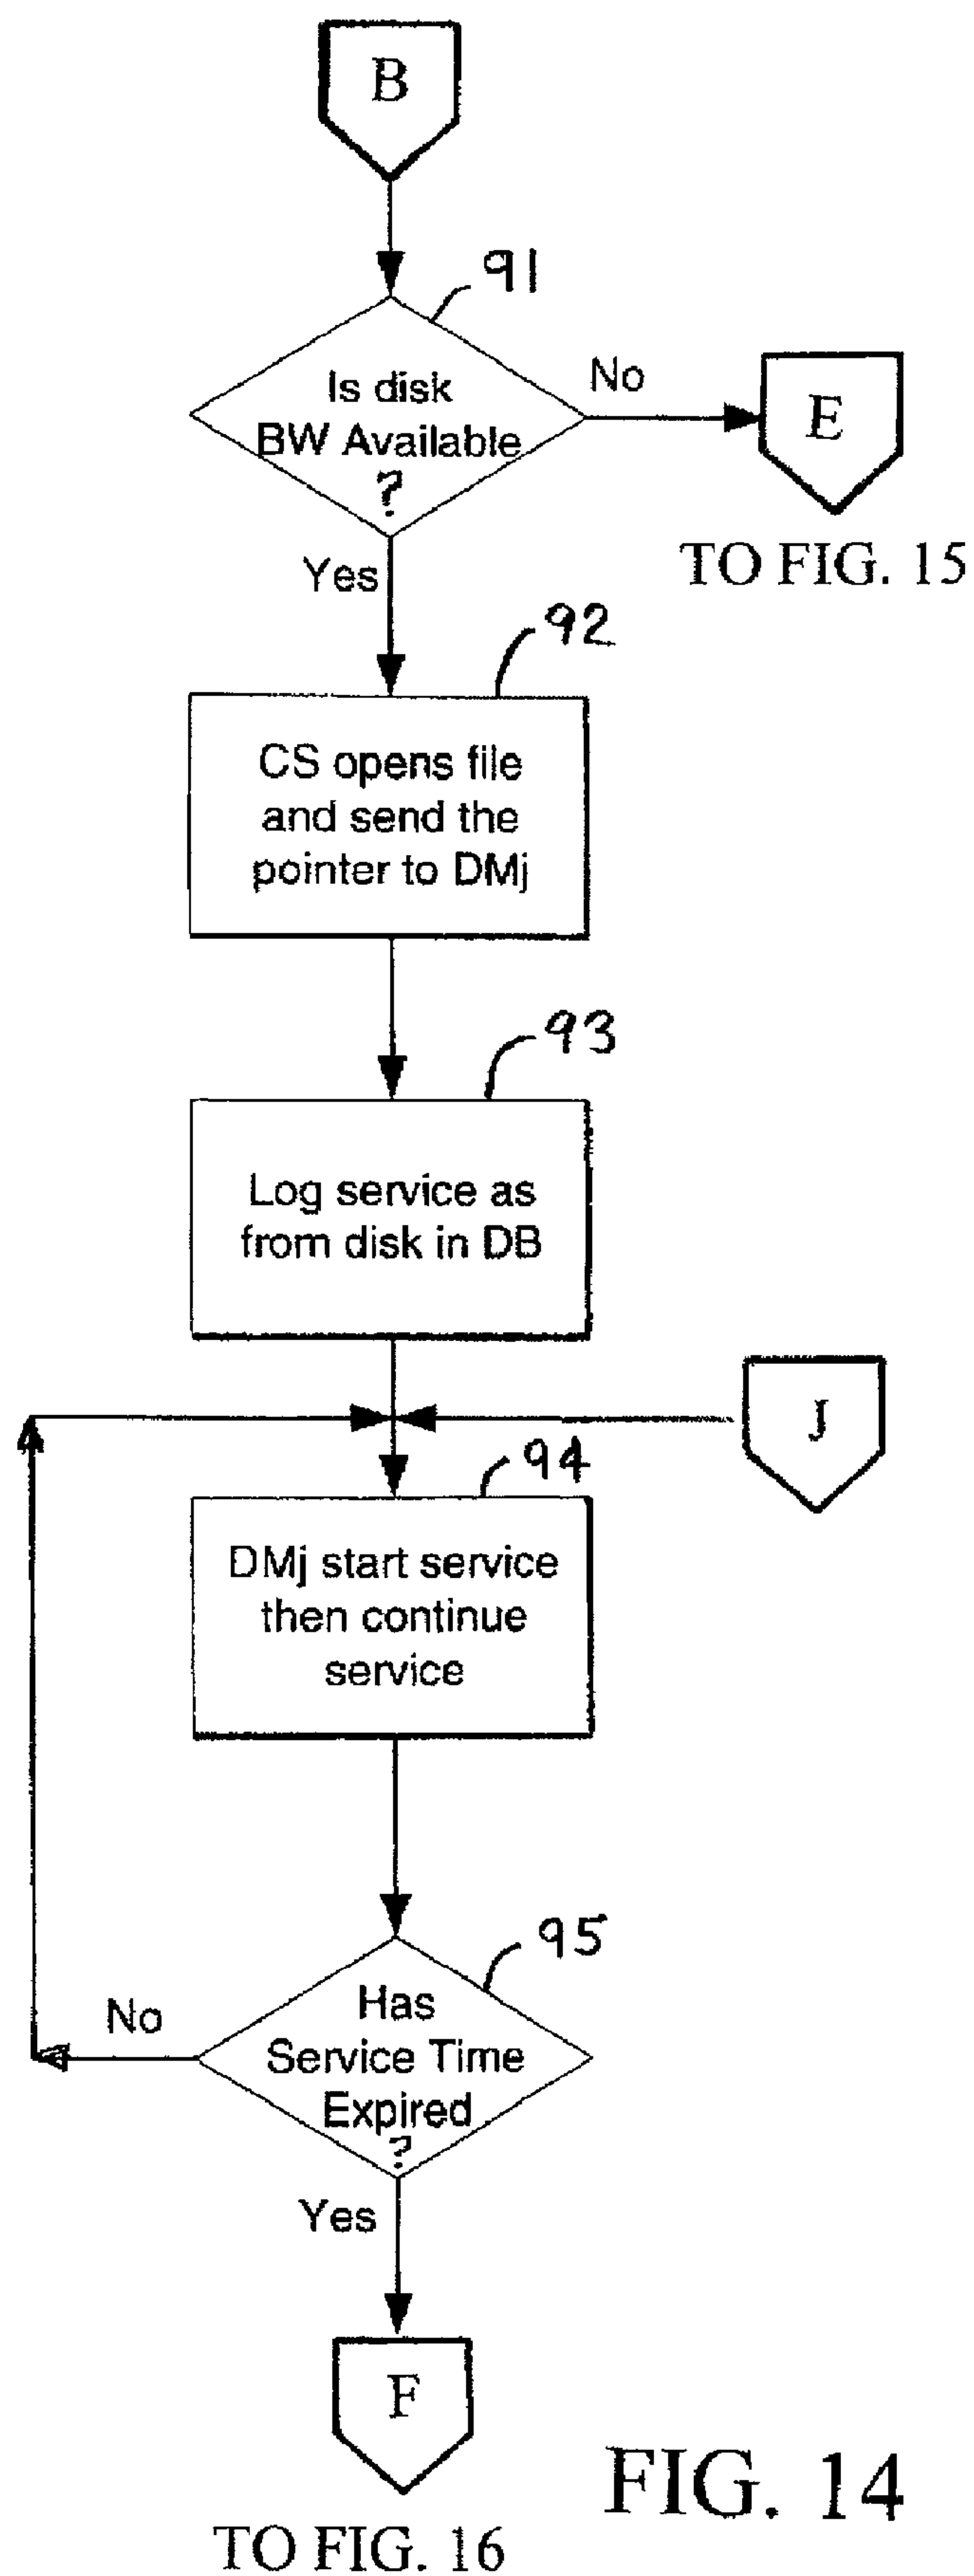 B
91
Is disk
BW Available
?
No
E
TO FIG. 15
Yes
92
CS opens file
and send the
pointer to DMj
93
Log service as
from disk in DB
J
94
DMj start service
then continue
service
95
Has
Service Time
Expired
?
No
Yes
F
TO FIG. 16
FIG. 14